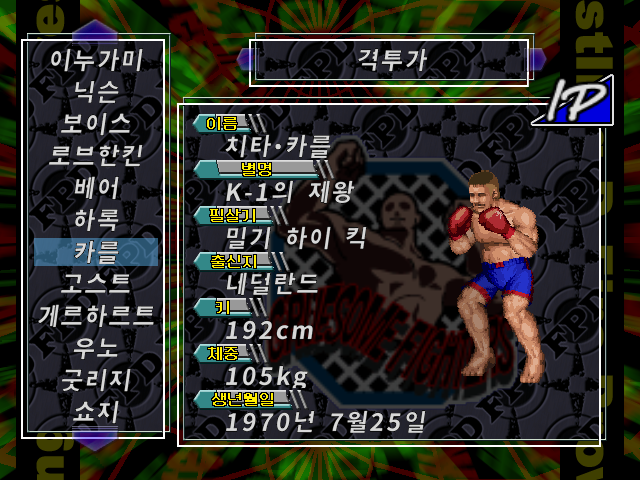 격투가
1P
이누가미
닉슨
보이스
로브한킨
베어
하록
카를
고스트
게르하르트
우노
굿리지
쇼지
이름
치타·카를
별명
K-1의 제왕
필살기
밀기 하이 킥
출신지
네덜란드
키
192cm
체중
105kg
생년월일
1970년 7월25일